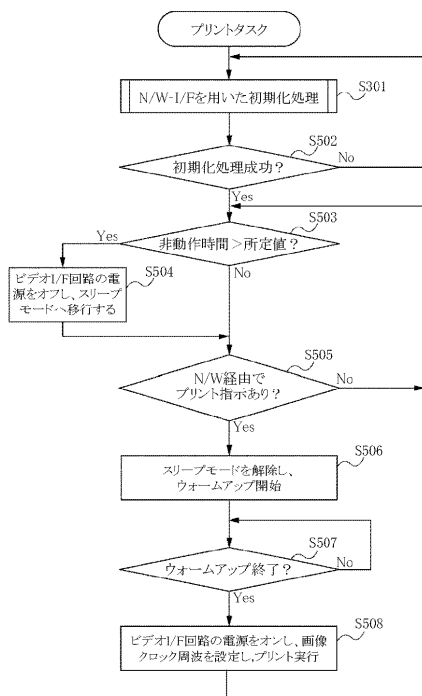 プリントタスク
S301
N/W-I/Fを用いた初期化処理
S502
初期化処理成功?
No
Yes
S503
Yes
非動作時間>所定値?
No
S504
ビデオI/F回路の電
源をオフし、スリープ
モードへ移行する
S505
N/W経由で
プリント指示あり?
No
Yes
S506
スリープモードを解除し、
ウォームアップ開始
S507
ウォームアップ終了?
No
Yes
S508
ビデオI/F回路の電源をオンし、画像
クロック周波を設定し、プリント実行